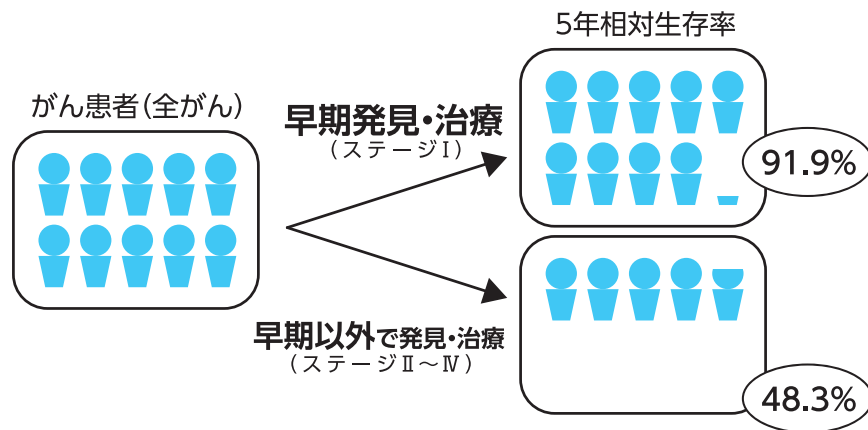 がん患者(全がん)
早期発見・治療
(ステージⅠ)
早期以外で発見・治療
(ステージⅡ～Ⅳ)
5年相対生存率
91.9%
48.3%